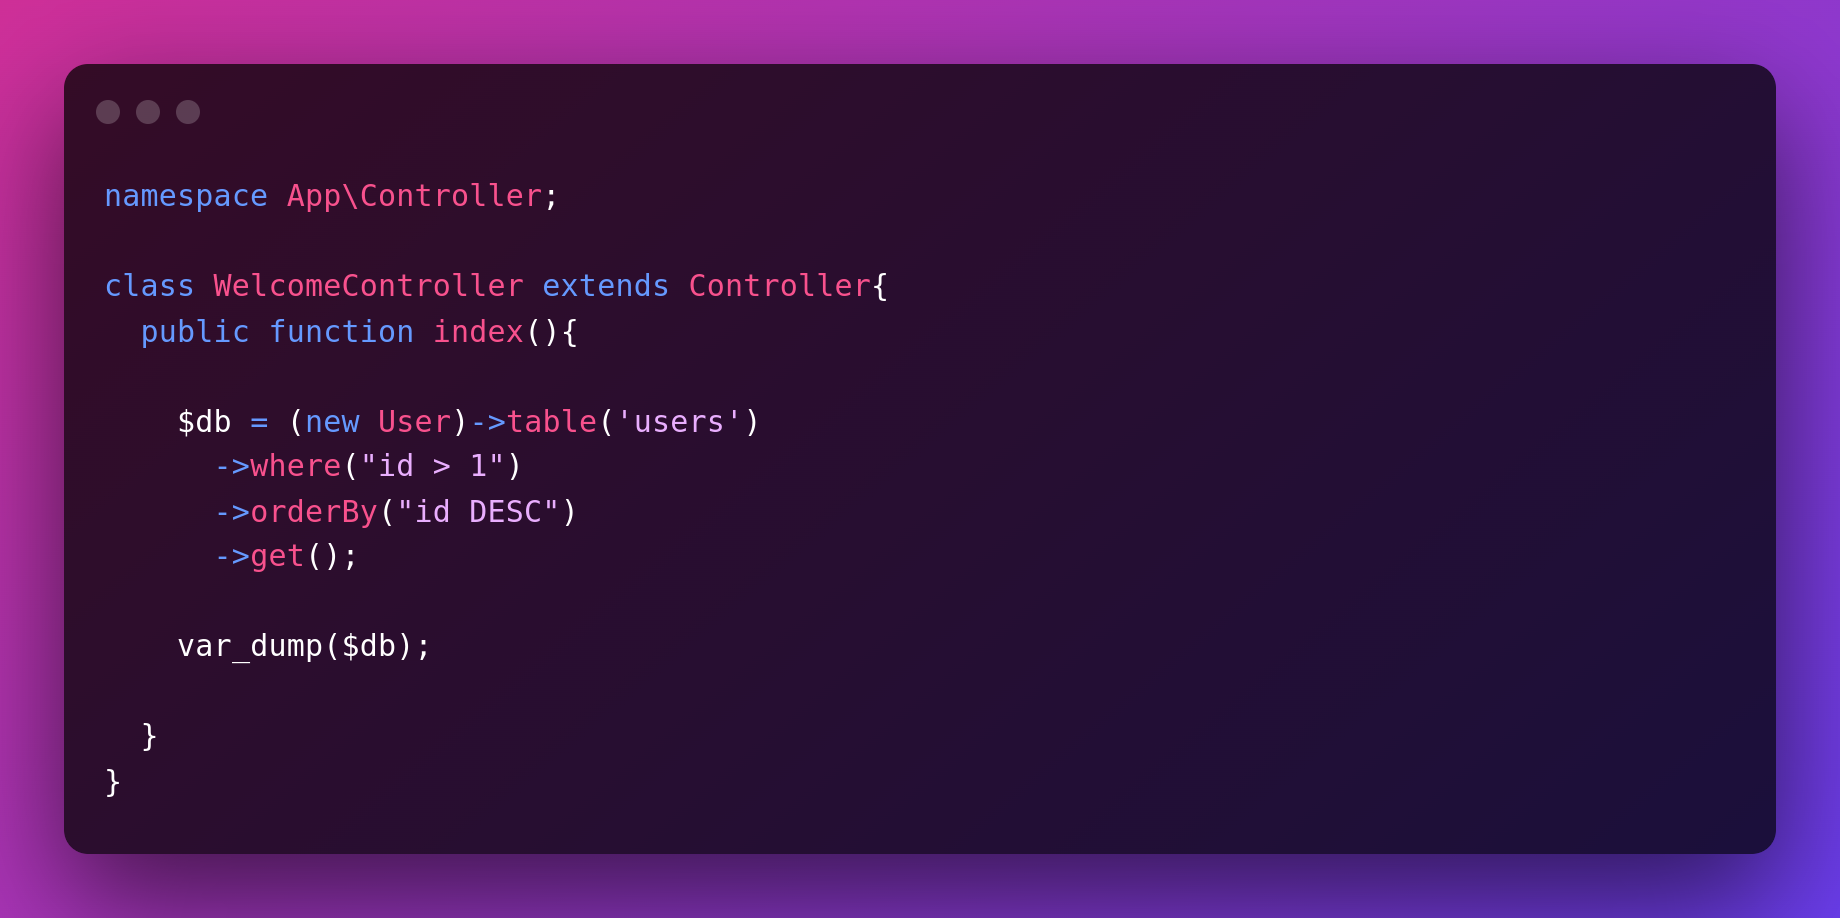 namespace App\Controller;
class WelcomeController extends Controller{
  public function index(){
    $db = (new User)->table('users')
      ->where("id > 1")
      ->orderBy("id DESC")
      ->get();
    var_dump($db);
  }
}